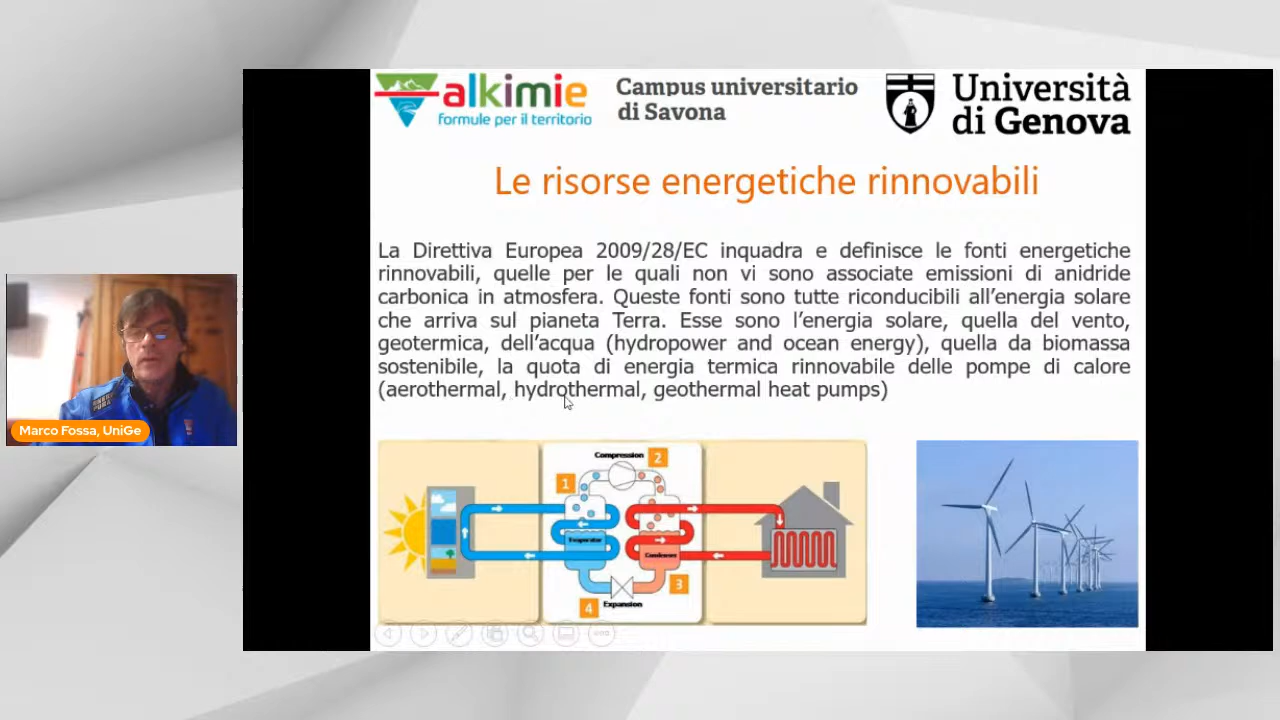 alkimie
formule per il territorio
Campus universitario
di Savona
Università
di Genova
Le risorse energetiche rinnovabili
La Direttiva Europea 2009/28/EC inquadra e definisce le fonti energetiche
rinnovabili, quelle per le quali non vi sono associate emissioni di anidride
carbonica in atmosfera. Queste fonti sono tutte riconducibili all’energia solare
che arriva sul pianeta Terra. Esse sono l’energia solare, quella del vento,
geotermica, dell’acqua (hydropower and ocean energy), quella da biomassa
sostenibile, la quota di energia termica rinnovabile delle pompe di calore
(aerothermal, hydrothermal, geothermal heat pumps)
Compression 2
1
Evaporator
Condenser
3
4
Expansion
Marco Fossa, UniGe